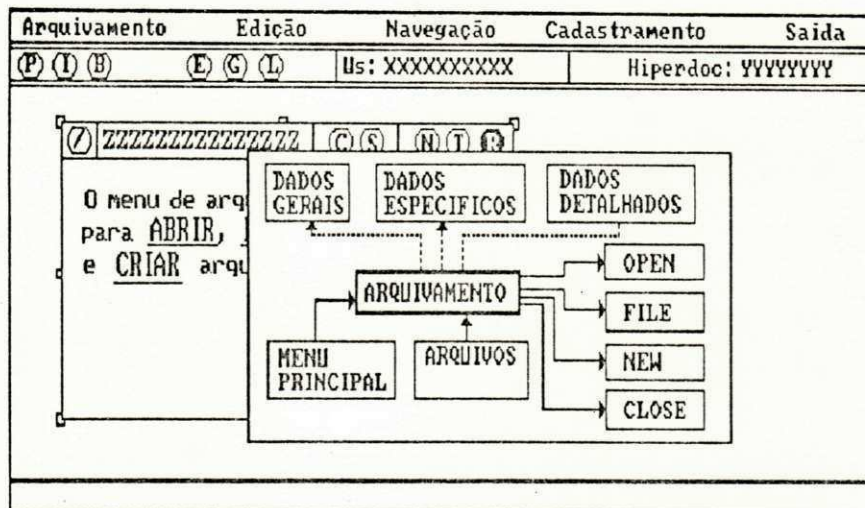 Arquivamento Edição Navegação Cadastramento Saida
P I B E G L Us: XXXXXXXXXX Hiperdoc: YYYYYYYY
/ ZZZZZZZZZZZZZZZ C S N T R
O menu de arq
para ABRIR,
e CRIAR arqu
DADOS
GERAIS
DADOS
ESPECIFICOS
DADOS
DETALHADOS
ARQUIVAMENTO
OPEN
FILE
NEW
CLOSE
MENU
PRINCIPAL
ARQUIVOS